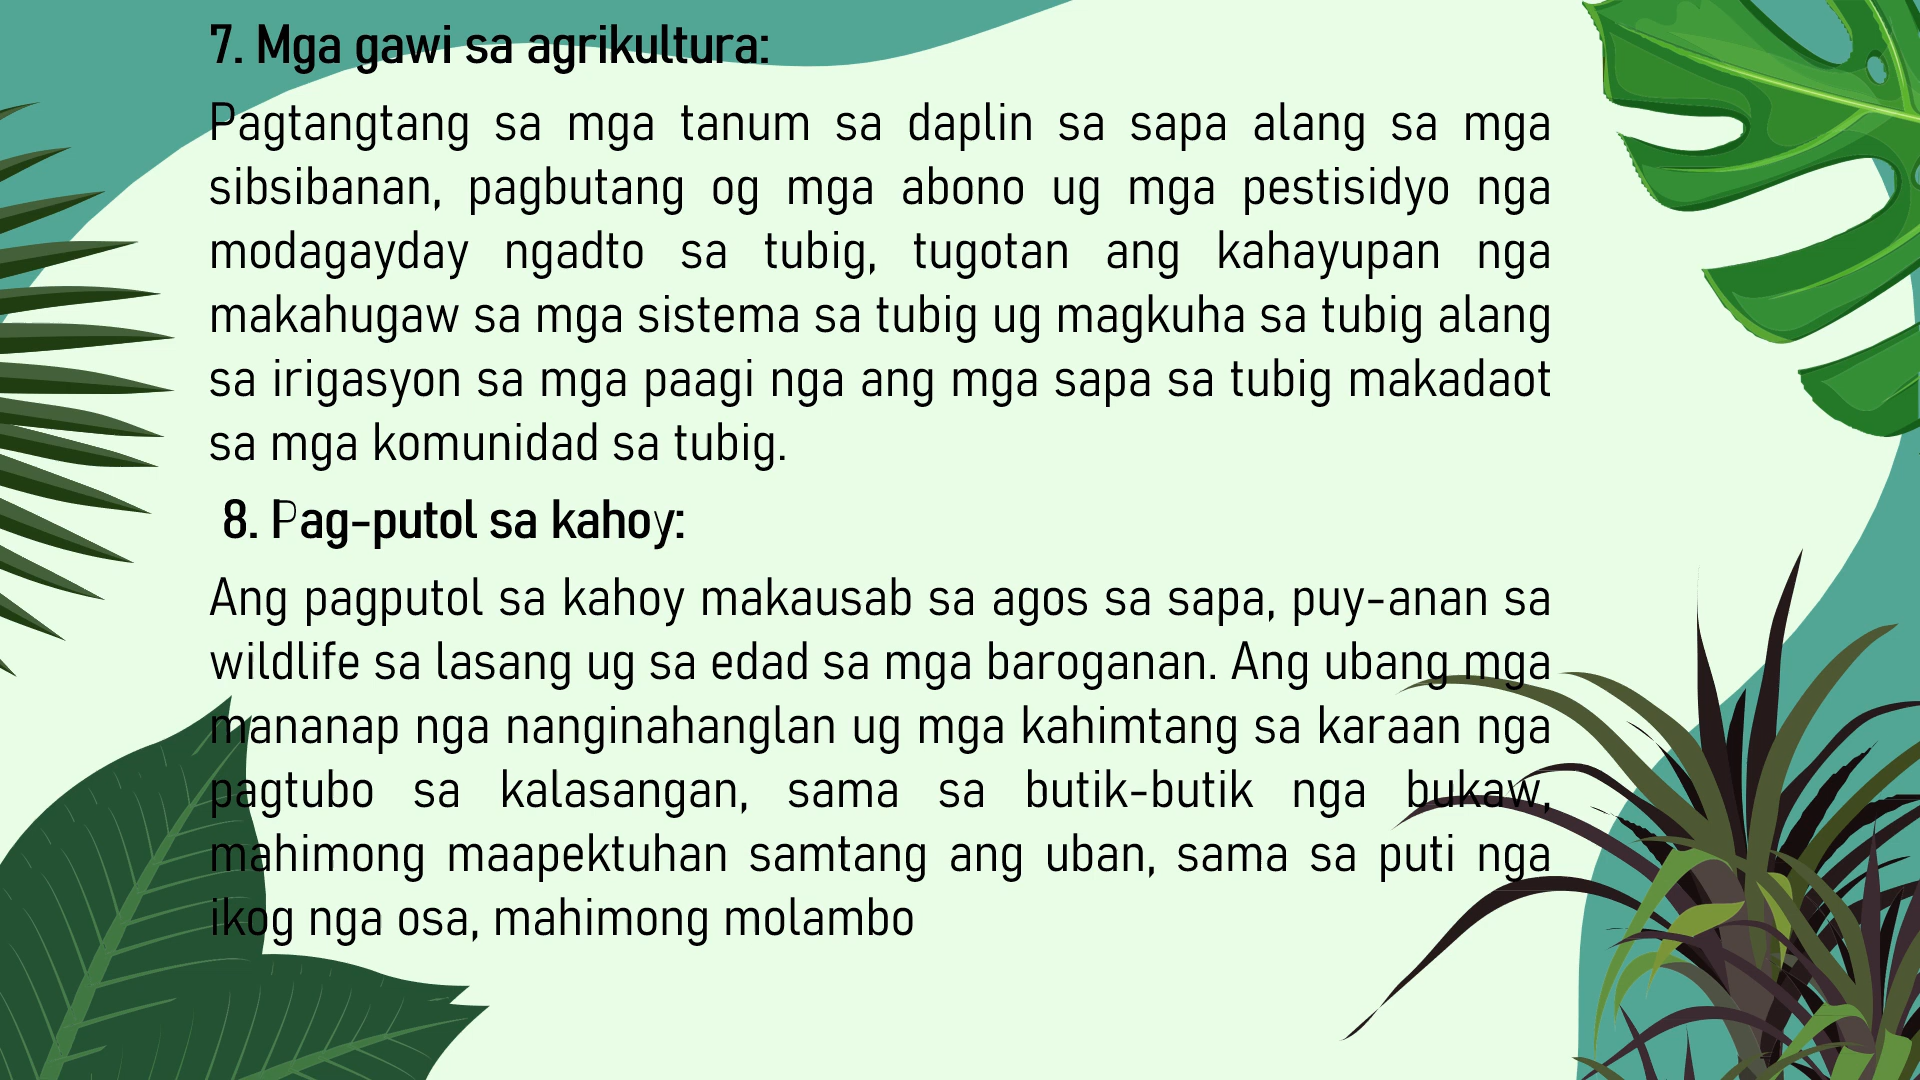 7. Mga gawi sa agrikultura:
Pagtangtang sa mga tanum sa daplin sa sapa alang sa mga
sibsibanan, pagbutang og mga abono ug mga pestisidyo nga
modagayday ngadto sa tubig, tugotan ang kahayupan nga
makahugaw sa mga sistema sa tubig ug magkuha sa tubig alang
sa irigasyon sa mga paagi nga ang mga sapa sa tubig makadaot
sa mga komunidad sa tubig.
8. Pag-putol sa kahoy:
Ang pagputol sa kahoy makausab sa agos sa sapa, puy-anan sa
wildlife sa lasang ug sa edad sa mga baroganan. Ang ubang mga
mananap nga nanginahanglan ug mga kahimtang sa karaan nga
pagtubo sa kalasangan, sama sa butik-butik nga bukaw,
mahimong maapektuhan samtang ang uban, sama sa puti nga
ikog nga osa, mahimong molambo